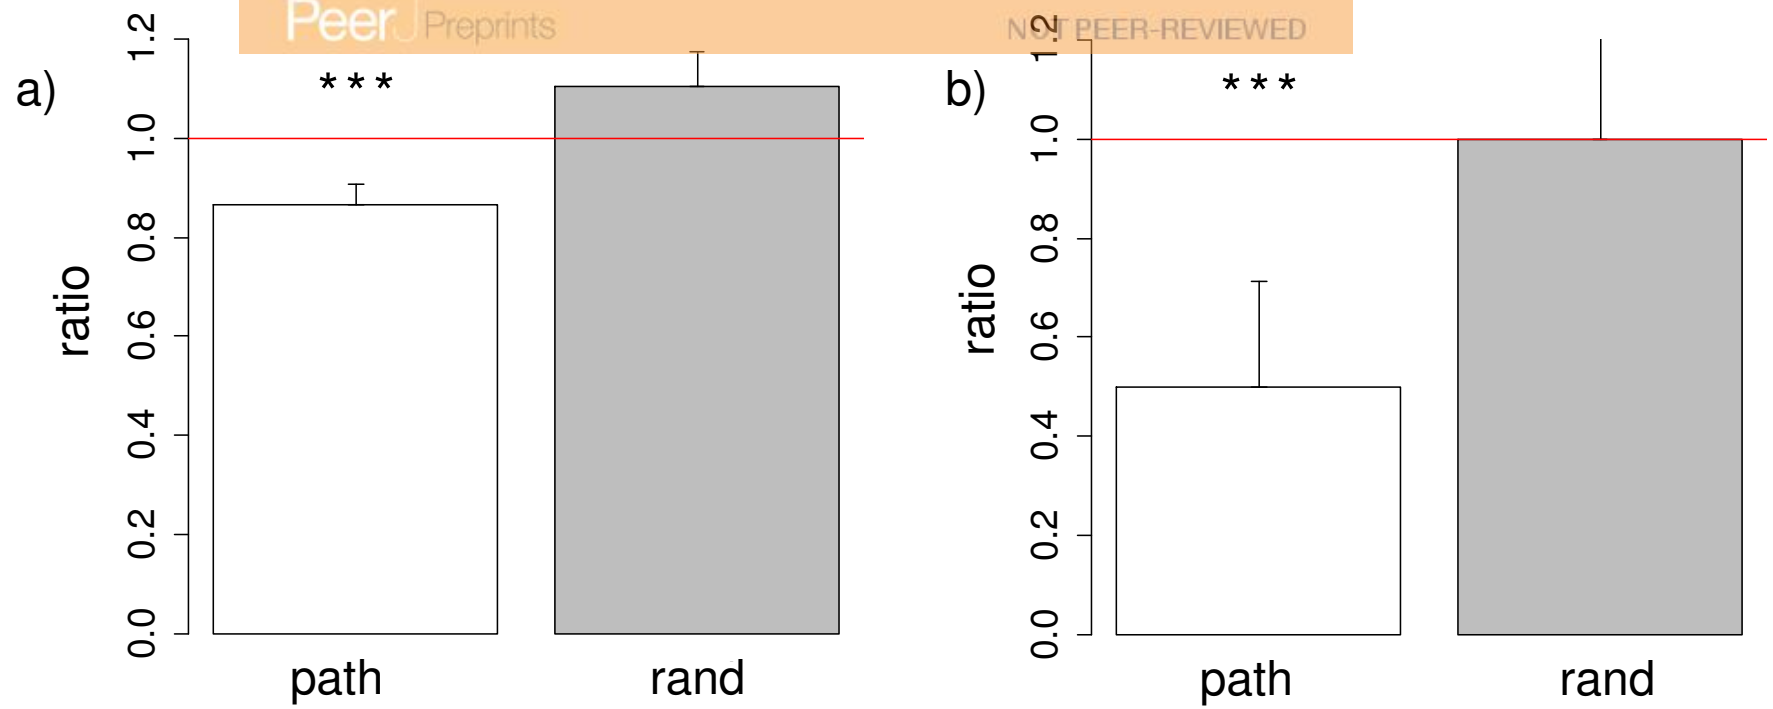 PeerJ Preprints
NOT PEER-REVIEWED
a)
***
ratio
1.2
1.0
0.8
0.6
0.4
0.2
0.0
path
rand
b)
***
ratio
1.2
1.0
0.8
0.6
0.4
0.2
0.0
path
rand